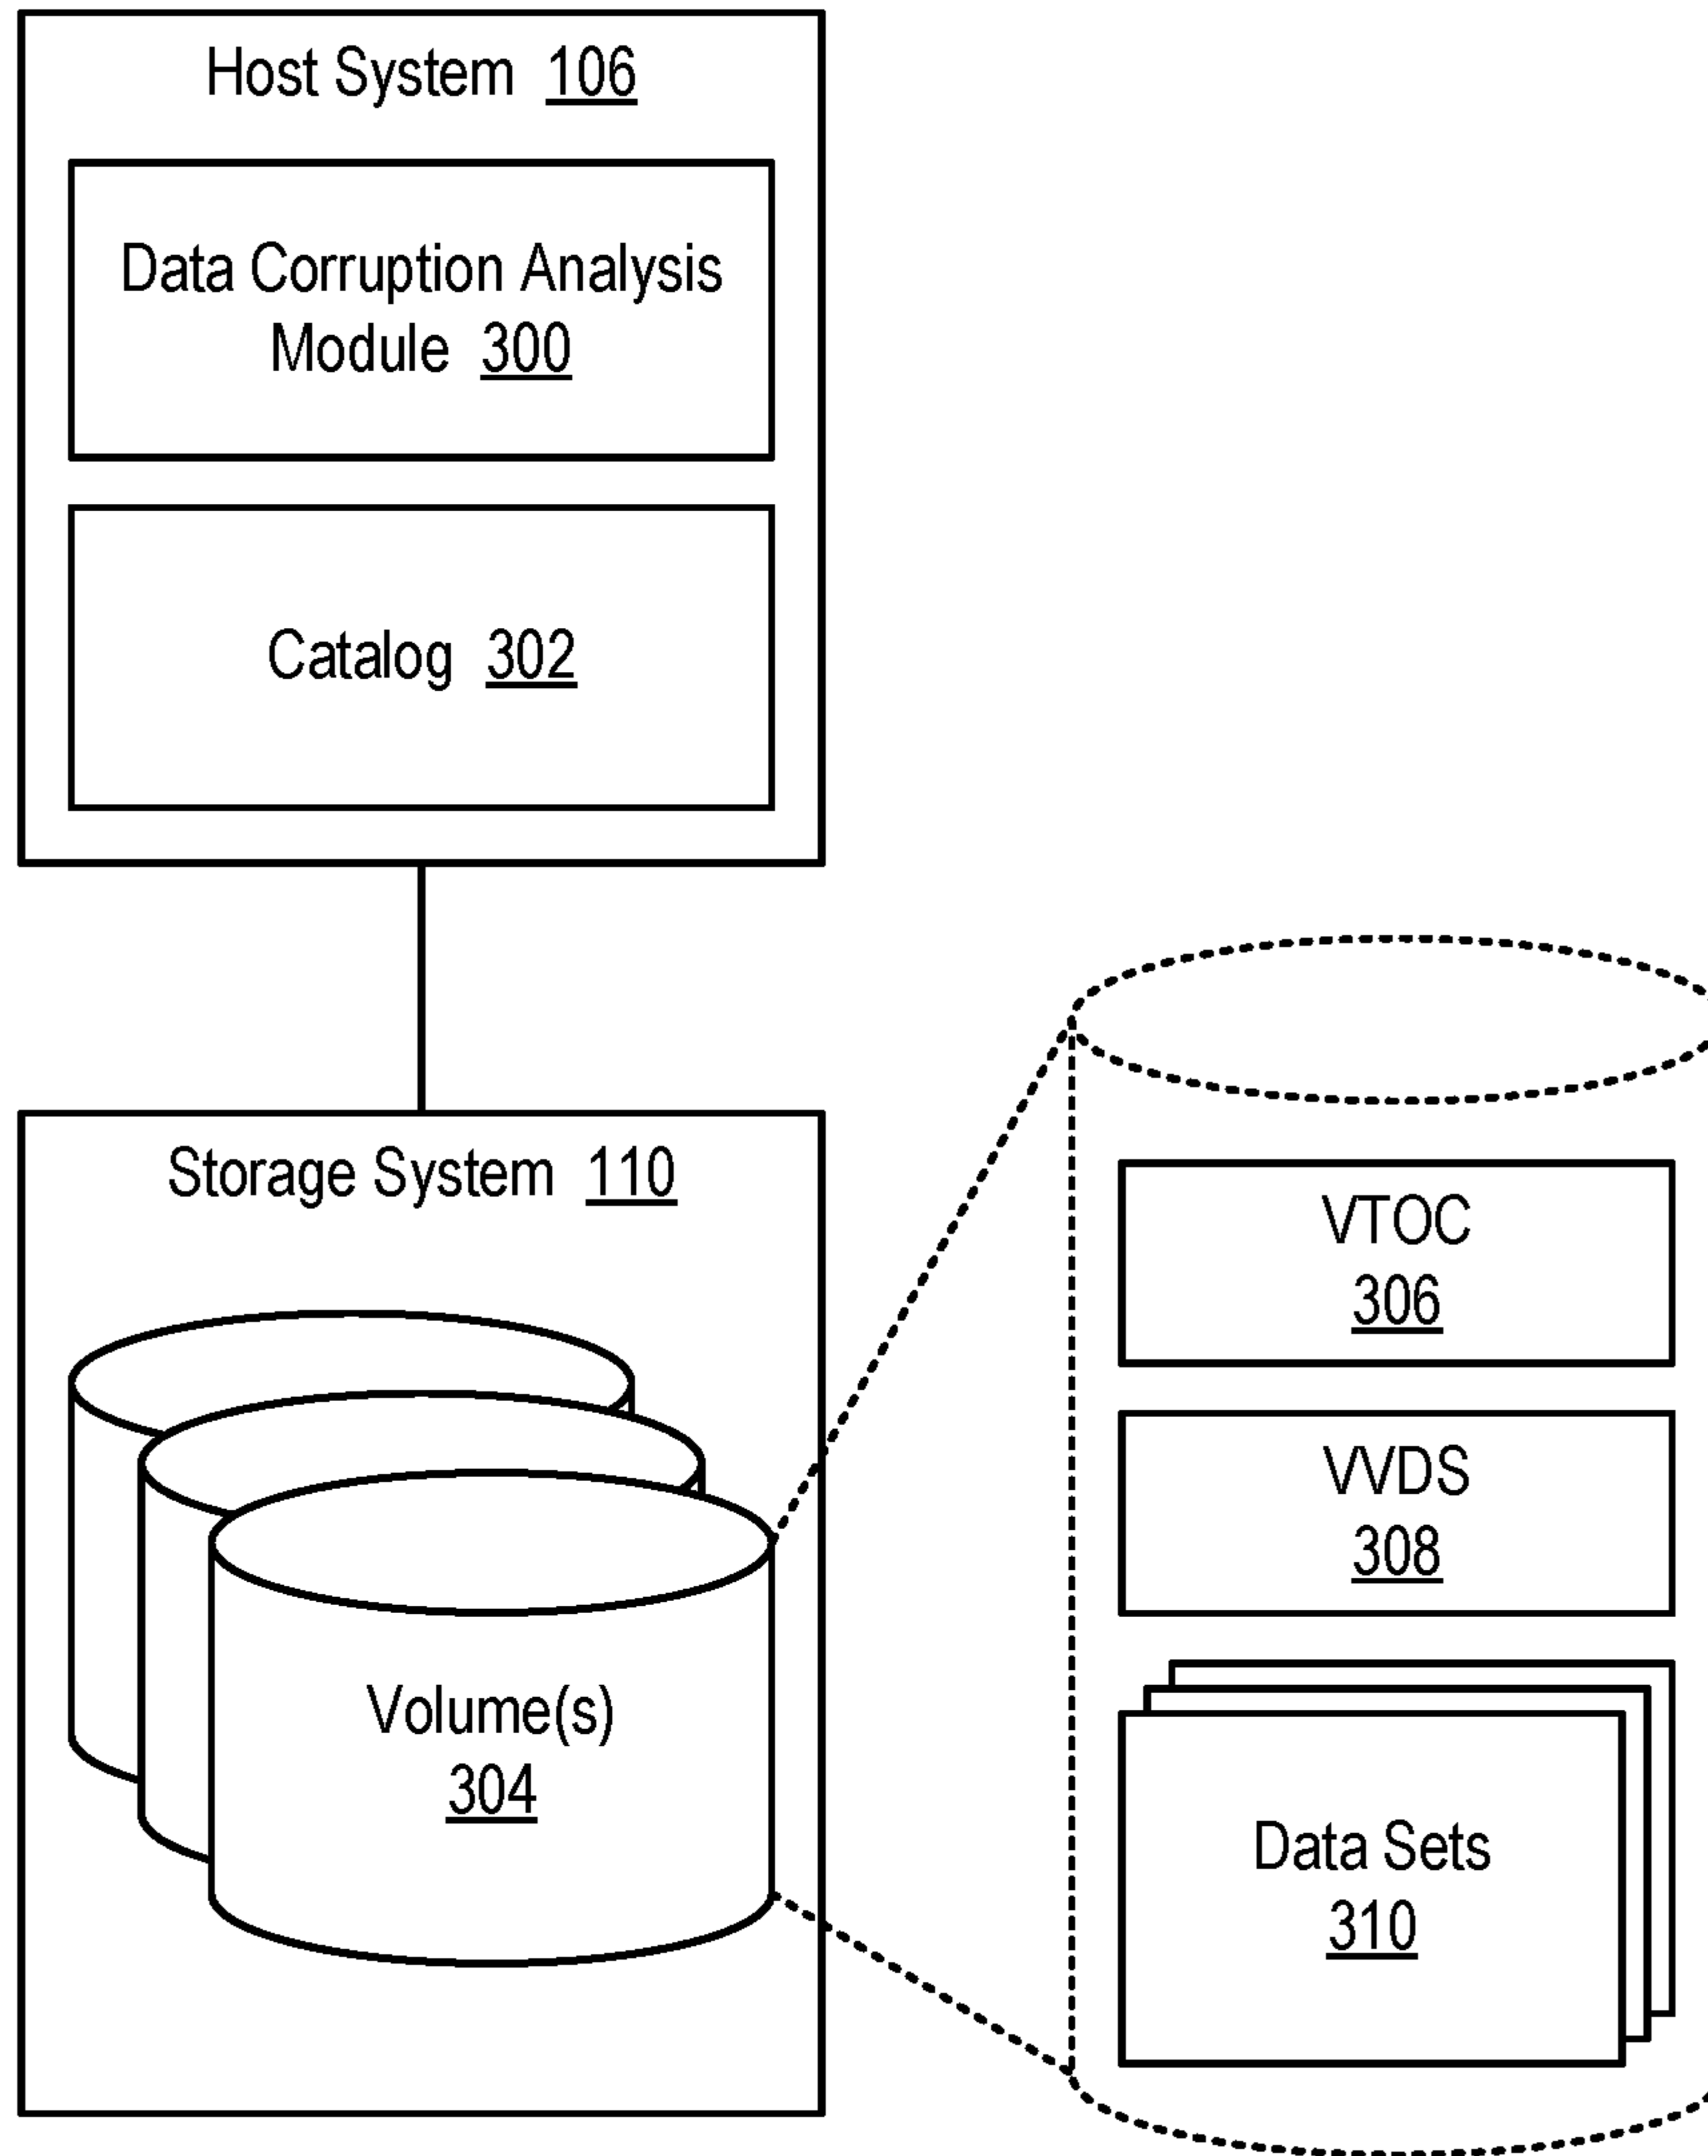 Host System 106
Data Corruption Analysis
Module 300
Catalog 302
Storage System 110
Volume(s)
304
VTOC
306
VVDS
308
Data Sets
310